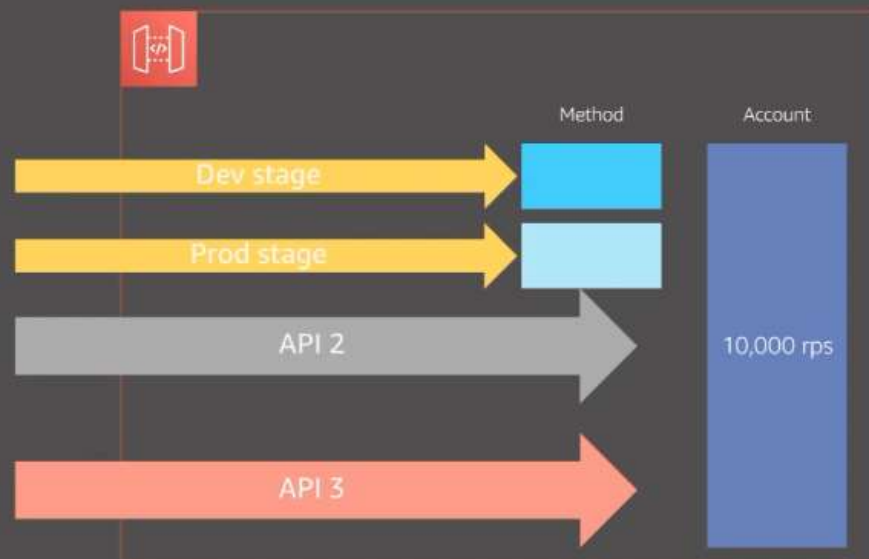 </>
Method
Account
Dev stage
Prod stage
API 2
10,000 rps
API 3